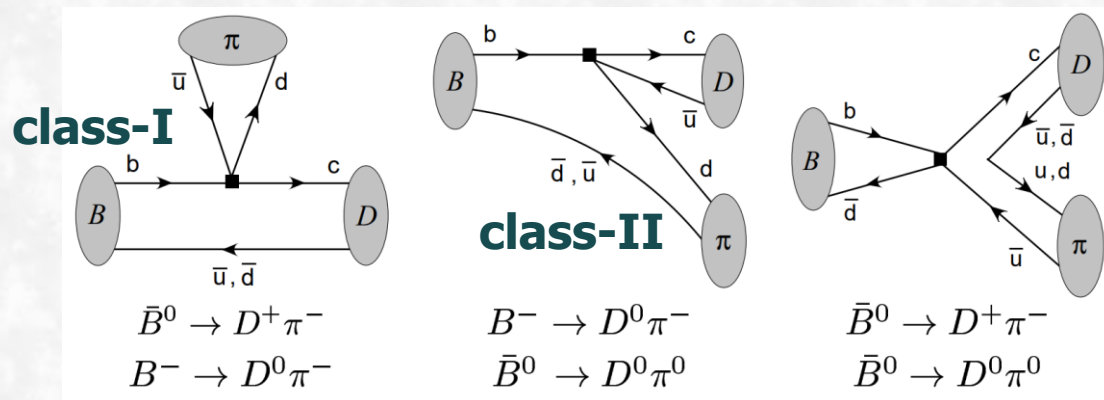 π
ū
d
class-I
b
c
B
D
ū, d̄
B̄⁰ → D⁺π⁻
B⁻ → D⁰π⁻
b
c
B
D
ū
d̄ , ū
d
class-II
π
B⁻ → D⁰π⁻
B̄⁰ → D⁰π⁰
c
D
b
ū, d̄
B
u,d
d̄
ū
π
B̄⁰ → D⁺π⁻
B̄⁰ → D⁰π⁰